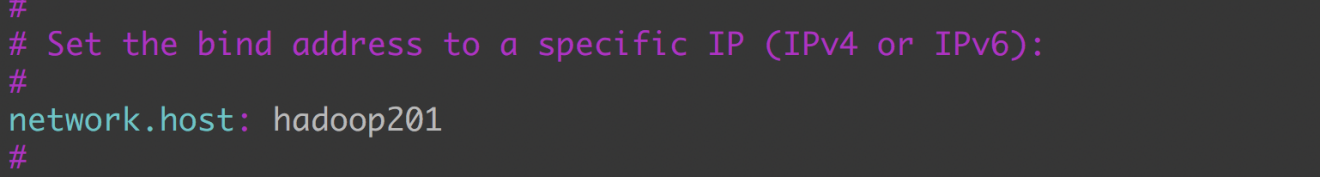 #
# Set the bind address to a specific IP (IPv4 or IPv6):
#
network.host: hadoop201
#